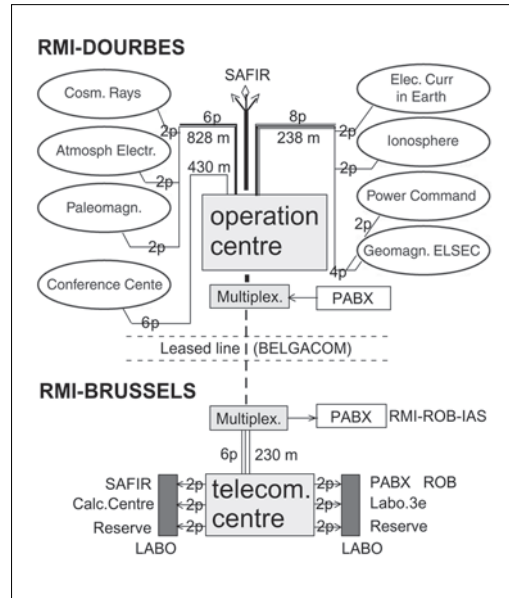 RMI-DOURBES
SAFIR
Cosm. Rays
2p
Atmosph Electr.
2p
Paleomagn.
2p
Conference Cente
6p
6p
828 m
430 m
8p
238 m
Elec. Curr
in Earth
2p
Ionosphere
2p
Power Command
2p
Geomagn. ELSEC
4p
operation
centre
Multiplex.
PABX
Leased line (BELGACOM)
RMI-BRUSSELS
Multiplex.
PABX
RMI-ROB-IAS
6p
230 m
SAFIR
2p
Calc.Centre
2p
Reserve
2p
LABO
telecom.
centre
2p
PABX ROB
2p
Labo.3e
2p
Reserve
LABO